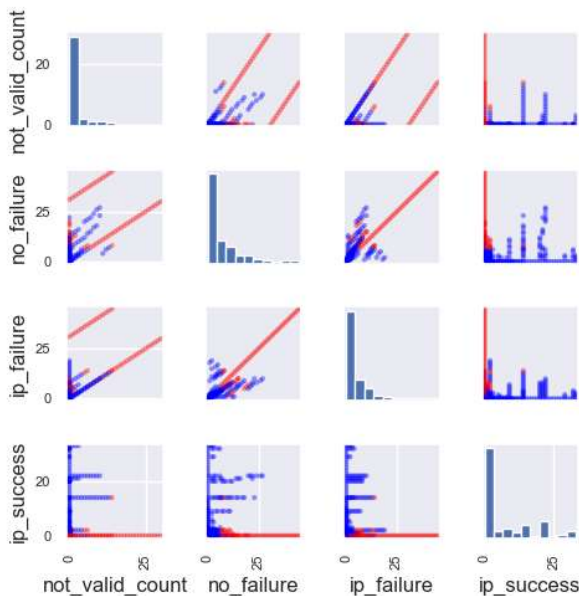 not_valid_count
20
0
no_failure
25
0
ip_failure
25
0
ip_success
20
0
0 25 0 25 0 25 0 25
not_valid_count no_failure ip_failure ip_success